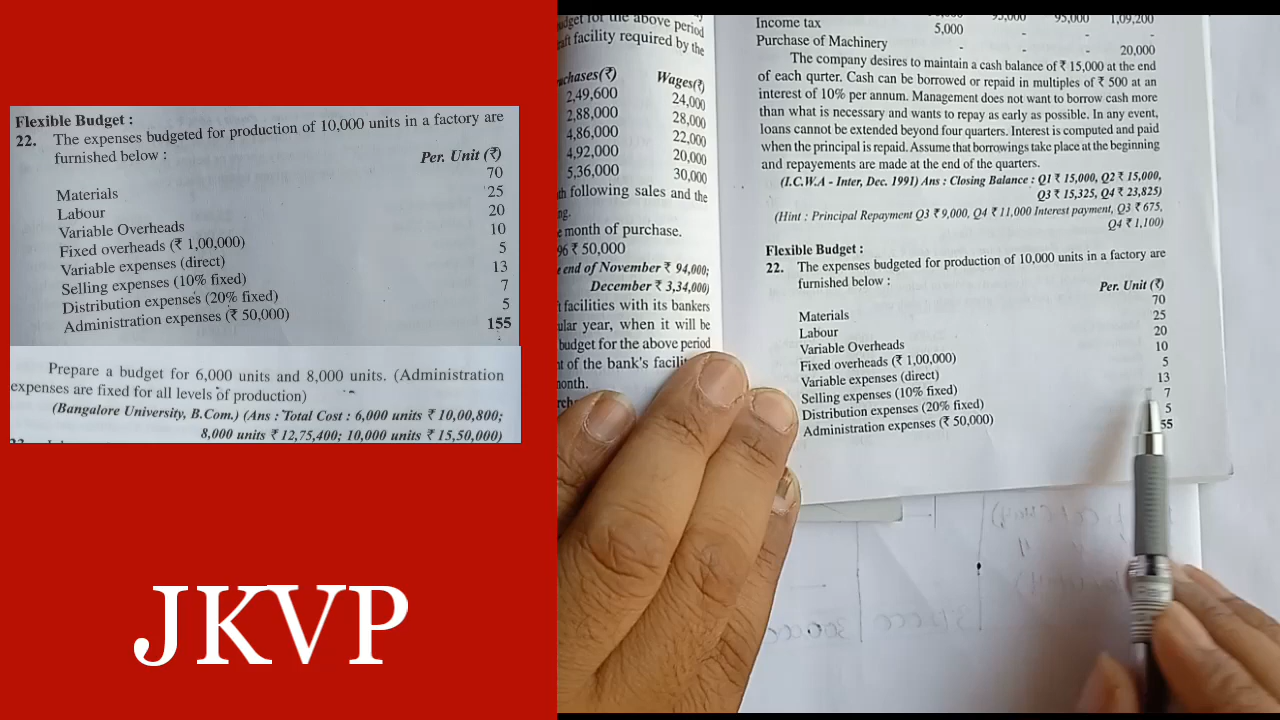 Flexible Budget :
22. The expenses budgeted for production of 10,000 units in a factory are
furnished below :
Per. Unit (₹)
Materials 70
Labour 25
Variable Overheads 20
Fixed overheads (₹ 1,00,000) 10
Variable expenses (direct) 5
Selling expenses (10% fixed) 13
Distribution expenses (20% fixed) 7
Administration expenses (₹ 50,000) 5
155
Prepare a budget for 6,000 units and 8,000 units. (Administration
expenses are fixed for all levels of production)
(Bangalore University, B.Com.) (Ans : Total Cost : 6,000 units ₹ 10,00,800;
8,000 units ₹ 12,75,400; 10,000 units ₹ 15,50,000)
JKVP
for the above period
facility required by the
(₹) Wages(₹)
2,49,600 24,000
2,88,000 28,000
4,86,000 22,000
4,92,000 20,000
5,36,000 30,000
following sales and the
month of purchase.
₹ 50,000
end of November ₹ 94,000;
December ₹ 3,34,000)
facilities with its bankers
year, when it will be
budget for the above period
of the bank's
Income tax 5,000 - - -
Purchase of Machinery - - - 20,000
The company desires to maintain a cash balance of ₹ 15,000 at the end
of each qurter. Cash can be borrowed or repaid in multiples of ₹ 500 at an
interest of 10% per annum. Management does not want to borrow cash more
than what is necessary and wants to repay as early as possible. In any event,
loans cannot be extended beyond four quarters. Interest is computed and paid
when the principal is repaid. Assume that borrowings take place at the beginning
and repayements are made at the end of the quarters.
(I.C.W.A - Inter, Dec. 1991) Ans : Closing Balance : Q1 ₹ 15,000, Q2 ₹ 15,000,
Q3 ₹ 15,325, Q4 ₹ 23,825)
(Hint : Principal Repayment Q3 ₹ 9,000, Q4 ₹ 11,000 Interest payment, Q3 ₹ 675,
Q4 ₹ 1,100)
Flexible Budget :
22. The expenses budgeted for production of 10,000 units in a factory are
furnished below :
Per. Unit (₹)
Materials 70
Labour 25
Variable Overheads 20
Fixed overheads (₹ 1,00,000) 10
Variable expenses (direct) 5
Selling expenses (10% fixed) 13
Distribution expenses (20% fixed) 7
Administration expenses (₹ 50,000) 5
55